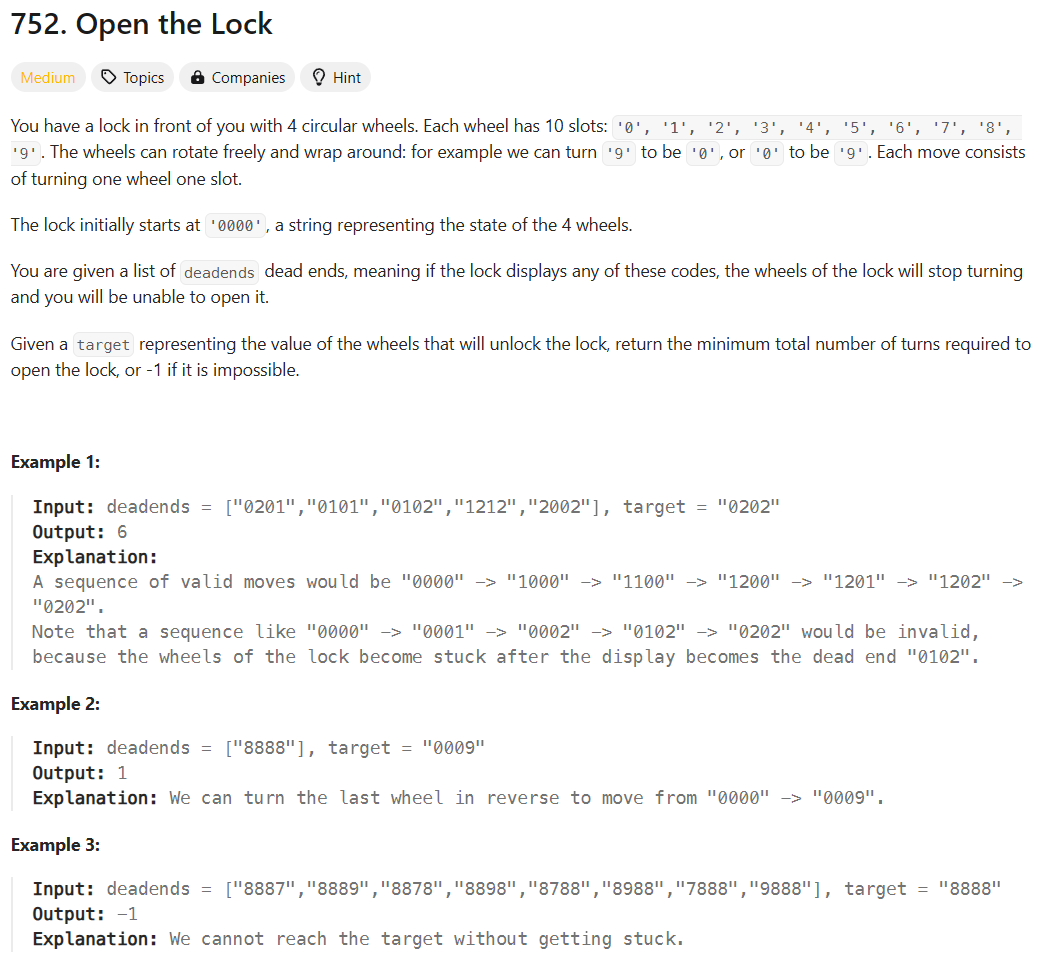 752. Open the Lock
Medium Topics Companies Hint
You have a lock in front of you with 4 circular wheels. Each wheel has 10 slots: '0', '1', '2', '3', '4', '5', '6', '7', '8',
'9'. The wheels can rotate freely and wrap around: for example we can turn '9' to be '0', or '0' to be '9'. Each move consists
of turning one wheel one slot.
The lock initially starts at '0000', a string representing the state of the 4 wheels.
You are given a list of deadends dead ends, meaning if the lock displays any of these codes, the wheels of the lock will stop turning
and you will be unable to open it.
Given a target representing the value of the wheels that will unlock the lock, return the minimum total number of turns required to
open the lock, or -1 if it is impossible.
Example 1:
Input: deadends = ["0201","0101","0102","1212","2002"], target = "0202"
Output: 6
Explanation:
A sequence of valid moves would be "0000" -> "1000" -> "1100" -> "1200" -> "1201" -> "1202" ->
"0202".
Note that a sequence like "0000" -> "0001" -> "0002" -> "0102" -> "0202" would be invalid,
because the wheels of the lock become stuck after the display becomes the dead end "0102".
Example 2:
Input: deadends = ["8888"], target = "0009"
Output: 1
Explanation: We can turn the last wheel in reverse to move from "0000" -> "0009".
Example 3:
Input: deadends = ["8887","8889","8878","8898","8788","8988","7888","9888"], target = "8888"
Output: -1
Explanation: We cannot reach the target without getting stuck.